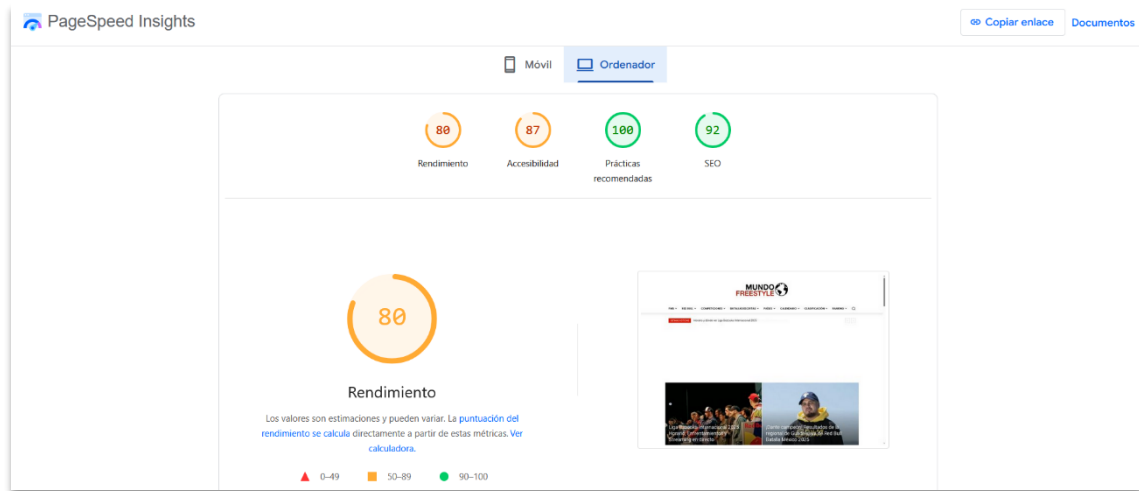 PageSpeed Insights
Copiar enlace
Documentos
Móvil
Ordenador
80
87
100
92
Rendimiento
Accesibilidad
Prácticas
recomendadas
SEO
80
Rendimiento
Los valores son estimaciones y pueden variar. La puntuación del
rendimiento se calcula directamente a partir de estas métricas. Ver
calculadora.
0–49
50–89
90–100
MUNDO
FREESTYLE